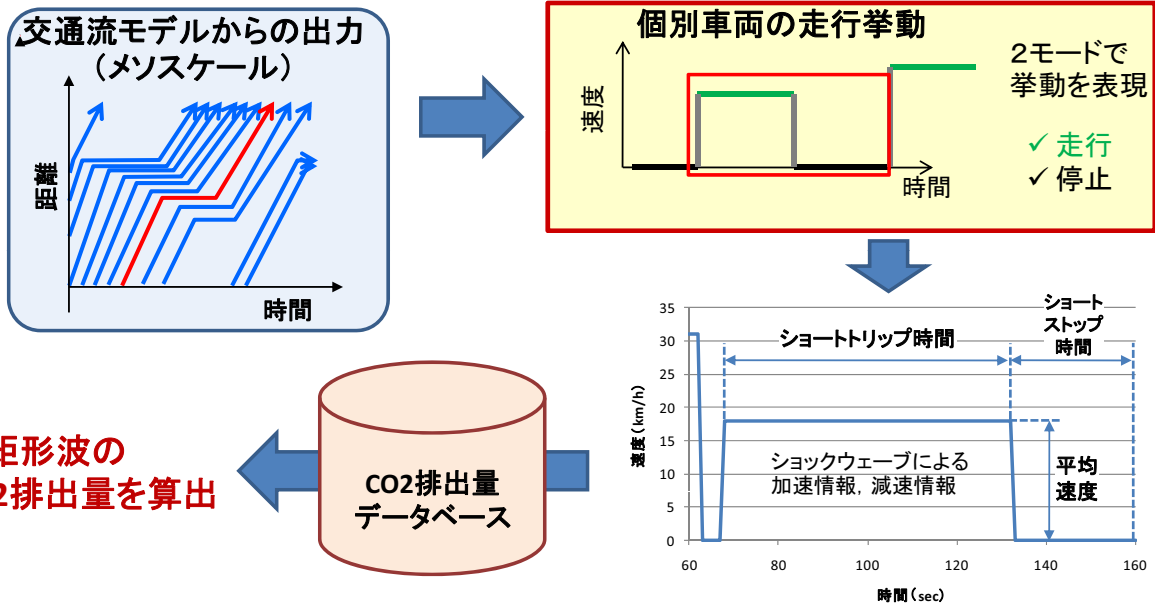 交通流モデルからの出力
(メソスケール)
距離
時間
個別車両の走行挙動
速度
時間
2モードで
挙動を表現
✓ 走行
✓ 停止
35
30
25
20
15
10
5
0
速度(km/h)
ショートトリップ時間
ショート
ストップ
時間
ショックウェーブによる
加速情報, 減速情報
平均
速度
60
80
100
120
140
160
時間(sec)
CO2排出量
データベース
矩形波の
2排出量を算出